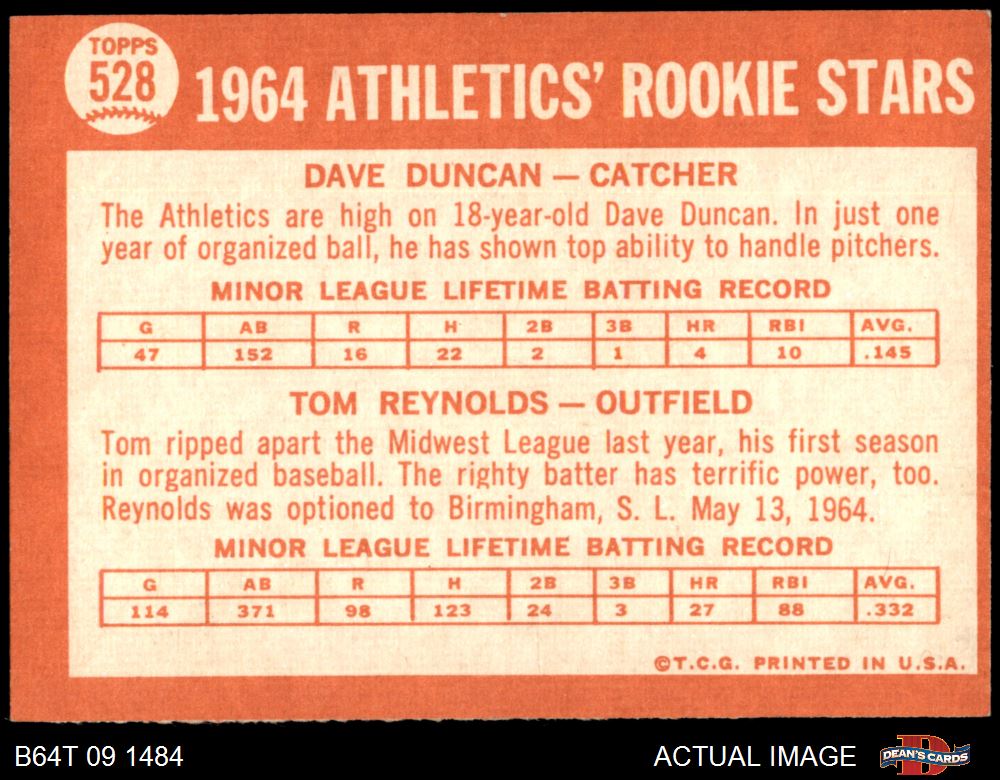 TOPPS
528
1964 ATHLETICS' ROOKIE STARS
DAVE DUNCAN — CATCHER
The Athletics are high on 18-year-old Dave Duncan. In just one
year of organized ball, he has shown top ability to handle pitchers.
MINOR LEAGUE LIFETIME BATTING RECORD
G AB R H 2B 3B HR RBI AVG.
47 152 16 22 2 1 4 10 .145
TOM REYNOLDS — OUTFIELD
Tom ripped apart the Midwest League last year, his first season
in organized baseball. The righty batter has terrific power, too.
Reynolds was optioned to Birmingham, S. L. May 13, 1964.
MINOR LEAGUE LIFETIME BATTING RECORD
G AB R H 2B 3B HR RBI AVG.
114 371 98 123 24 3 27 88 .332
©T.C.G. PRINTED IN U.S.A.
B64T 09 1484 ACTUAL IMAGE
D
DEAN'S CARDS